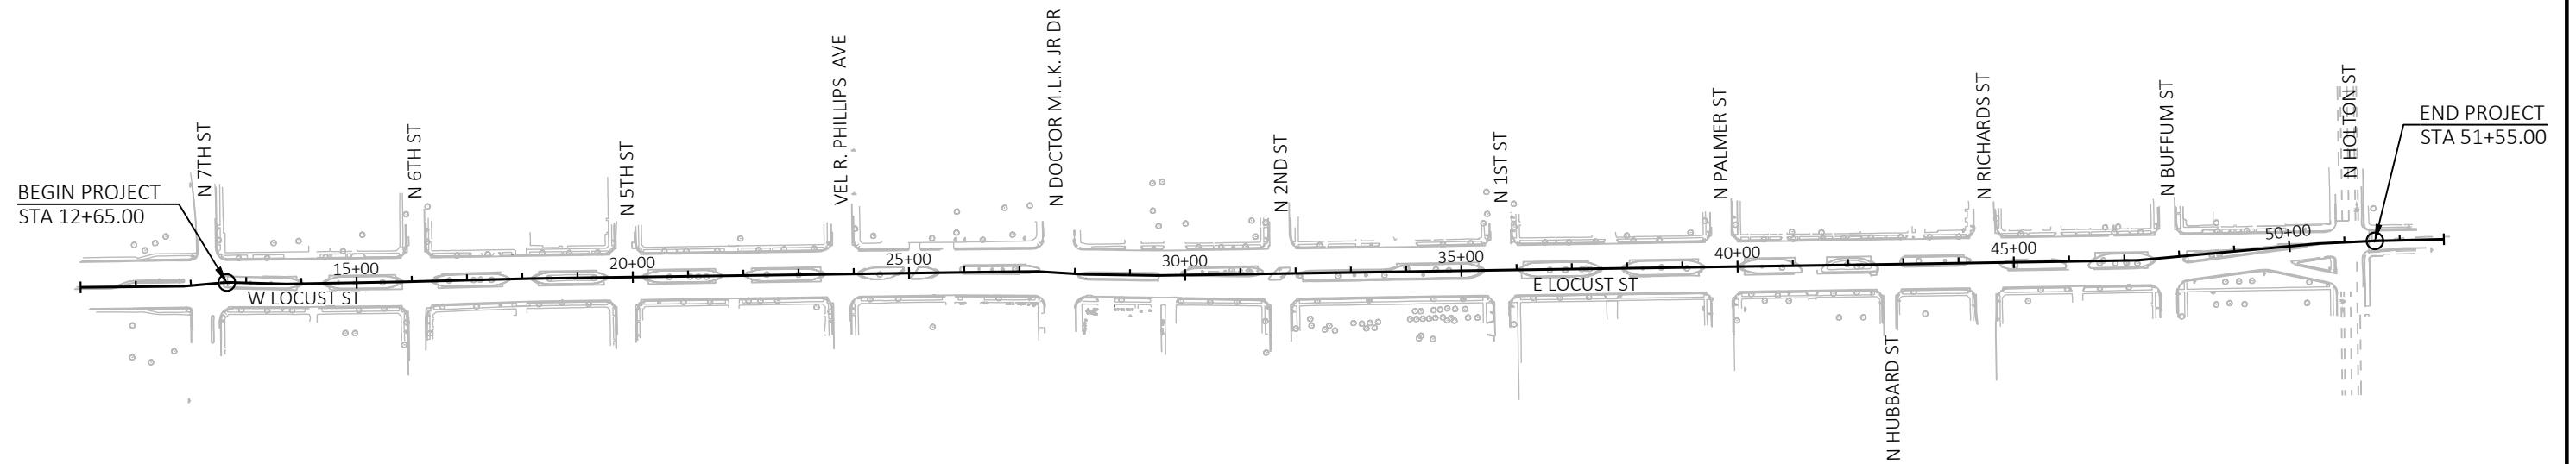 BEGIN PROJECT
STA 12+65.00
N 7TH ST
N 6TH ST
N 5TH ST
VEL R. PHILLIPS AVE
N DOCTOR M.L.K. JR DR
N 2ND ST
N 1ST ST
N PALMER ST
N RICHARDS ST
N BUFFUM ST
N HOLTON ST
END PROJECT
STA 51+55.00
15+00
20+00
25+00
30+00
35+00
40+00
45+00
50+00
W LOCUST ST
E LOCUST ST
N HUBBARD ST